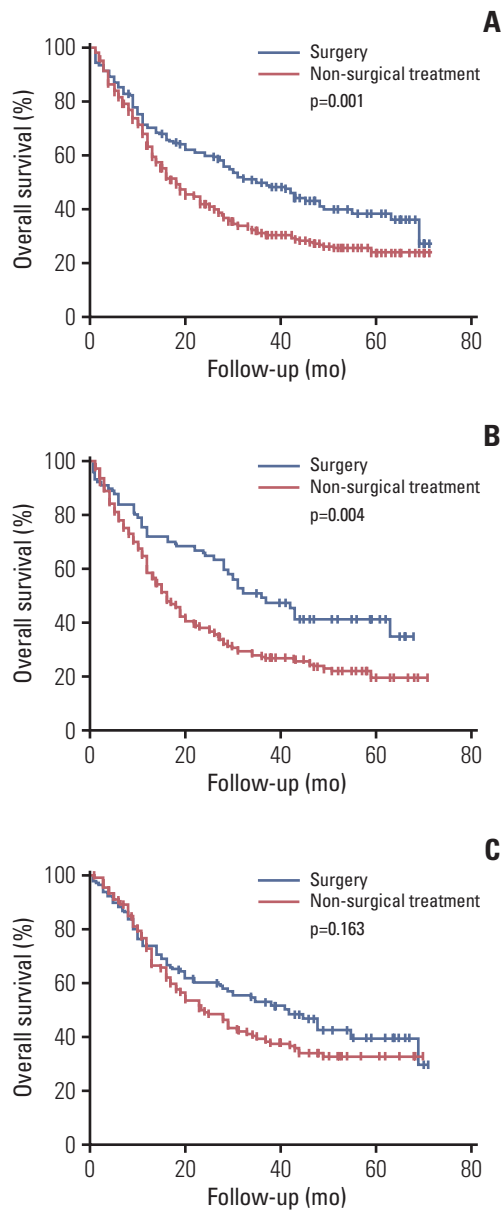 A
Surgery
Non-surgical treatment
p=0.001
Overall survival (%)
100
80
60
40
20
0
0 20 40 60 80
Follow-up (mo)
B
Surgery
Non-surgical treatment
p=0.004
Overall survival (%)
100
80
60
40
20
0
0 20 40 60 80
Follow-up (mo)
C
Surgery
Non-surgical treatment
p=0.163
Overall survival (%)
100
80
60
40
20
0
0 20 40 60 80
Follow-up (mo)